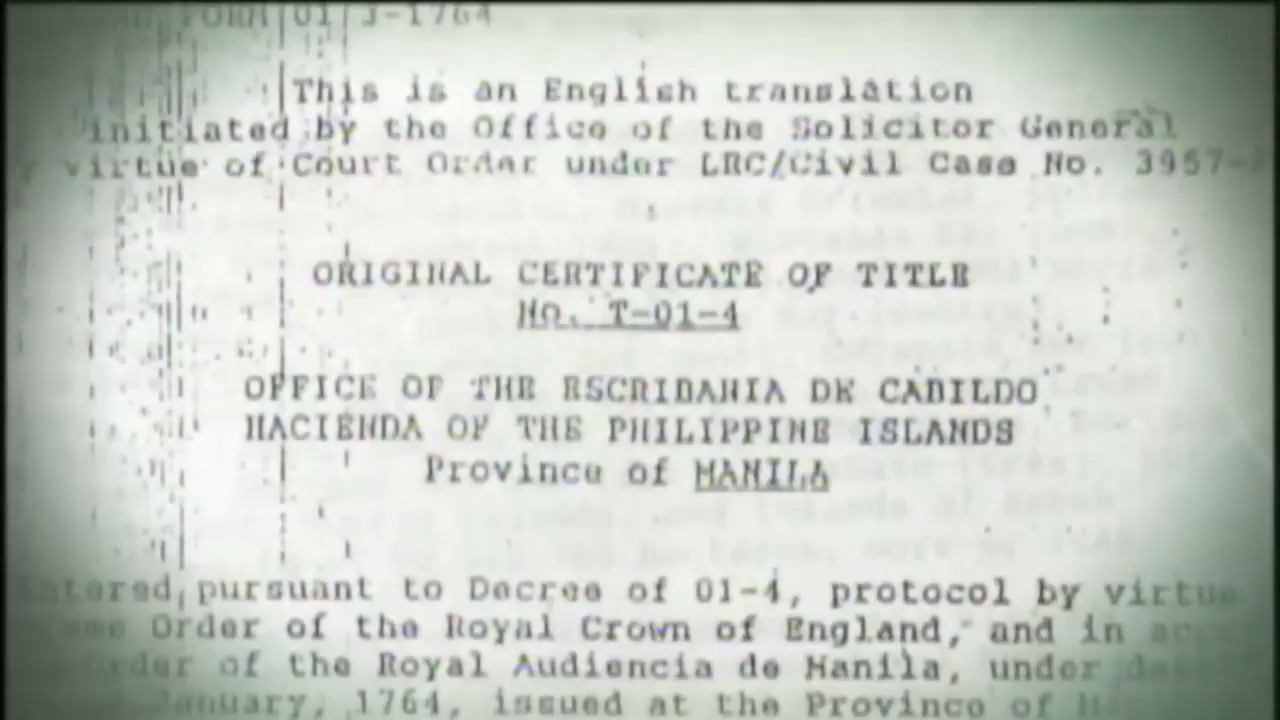 FORM 01 J-1764
This is an English translation
initiated by the Office of the Solicitor General
virtue of Court Order under LRC/Civil Case No. 3957-
ORIGINAL CERTIFICATE OF TITLE
No. T-01-4
OFFICE OF THE ESCRIBANIA DE CABILDO
HACIENDA OF THE PHILIPPINE ISLANDS
Province of MANILA
pursuant to Decree of 01-4, protocol by virtue
Order of the Royal Crown of England, and in
Order of the Royal Audiencia de Manila, under
January, 1764, issued at the Province of